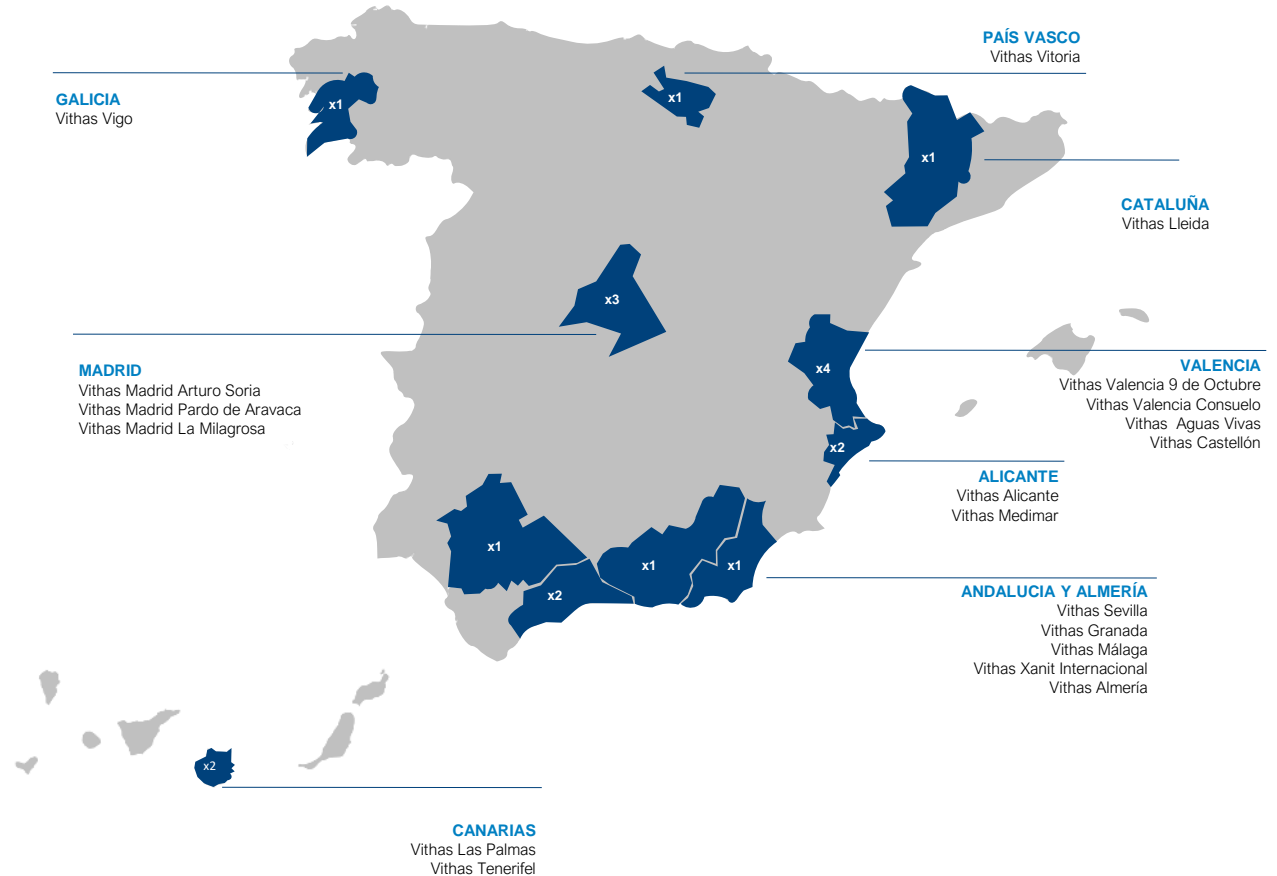 PAÍS VASCO
Vithas Vitoria
GALICIA
Vithas Vigo
x1
x1
x1
CATALUÑA
Vithas Lleida
x3
MADRID
Vithas Madrid Arturo Soria
Vithas Madrid Pardo de Aravaca
Vithas Madrid La Milagrosa
x4
VALENCIA
Vithas Valencia 9 de Octubre
Vithas Valencia Consuelo
Vithas Aguas Vivas
Vithas Castellón
x2
ALICANTE
Vithas Alicante
Vithas Medimar
x1
x1
x1
x2
ANDALUCIA Y ALMERÍA
Vithas Sevilla
Vithas Granada
Vithas Málaga
Vithas Xanit Internacional
Vithas Almería
x2
CANARIAS
Vithas Las Palmas
Vithas Tenerifel